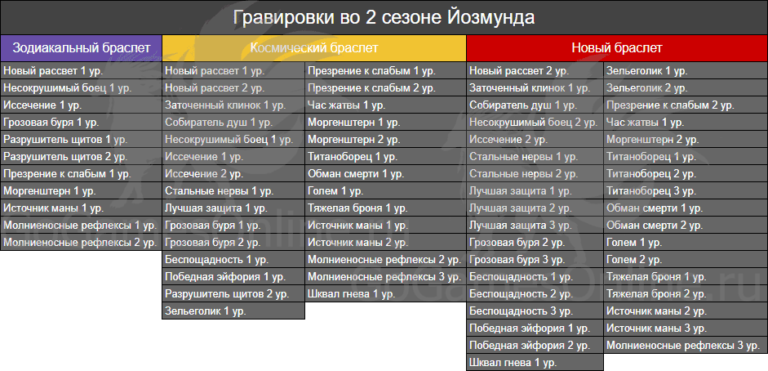 Гравировки во 2 сезоне Йозмунда
Зодиакальный браслет
Новый рассвет 1 ур.
Несокрушимый боец 1 ур.
Иссечение 1 ур.
Грозовая буря 1 ур.
Разрушитель щитов 1 ур.
Разрушитель щитов 2 ур.
Презрение к слабым 1 ур.
Моргенштерн 1 ур.
Источник маны 1 ур.
Молниеносные рефлексы 1 ур.
Молниеносные рефлексы 2 ур.
Космический браслет
Новый рассвет 1 ур.
Новый рассвет 2 ур.
Заточенный клинок 1 ур.
Собиратель душ 1 ур.
Несокрушимый боец 1 ур.
Иссечение 1 ур.
Иссечение 2 ур.
Стальные нервы 1 ур.
Лучшая защита 1 ур.
Грозовая буря 1 ур.
Грозовая буря 2 ур.
Беспощадность 1 ур.
Победная эйфория 1 ур.
Разрушитель щитов 2 ур.
Зельеголик 1 ур.
Презрение к слабым 1 ур.
Презрение к слабым 2 ур.
Час жатвы 1 ур.
Моргенштерн 1 ур.
Моргенштерн 2 ур.
Титаноборец 1 ур.
Обман смерти 1 ур.
Голем 1 ур.
Тяжелая броня 1 ур.
Источник маны 1 ур.
Источник маны 2 ур.
Молниеносные рефлексы 2 ур.
Молниеносные рефлексы 3 ур.
Шквал гнева 1 ур.
Новый браслет
Новый рассвет 2 ур.
Заточенный клинок 1 ур.
Собиратель душ 1 ур.
Несокрушимый боец 2 ур.
Иссечение 2 ур.
Стальные нервы 1 ур.
Стальные нервы 2 ур.
Лучшая защита 1 ур.
Лучшая защита 2 ур.
Лучшая защита 3 ур.
Грозовая буря 2 ур.
Грозовая буря 3 ур.
Беспощадность 1 ур.
Беспощадность 2 ур.
Беспощадность 3 ур.
Победная эйфория 1 ур.
Победная эйфория 2 ур.
Шквал гнева 1 ур.
Зельеголик 1 ур.
Зельеголик 2 ур.
Презрение к слабым 2 ур.
Час жатвы 1 ур.
Моргенштерн 2 ур.
Титаноборец 1 ур.
Титаноборец 2 ур.
Титаноборец 3 ур.
Обман смерти 1 ур.
Обман смерти 2 ур.
Голем 1 ур.
Голем 2 ур.
Тяжелая броня 1 ур.
Тяжелая броня 2 ур.
Источник маны 2 ур.
Источник маны 3 ур.
Молниеносные рефлексы 3 ур.